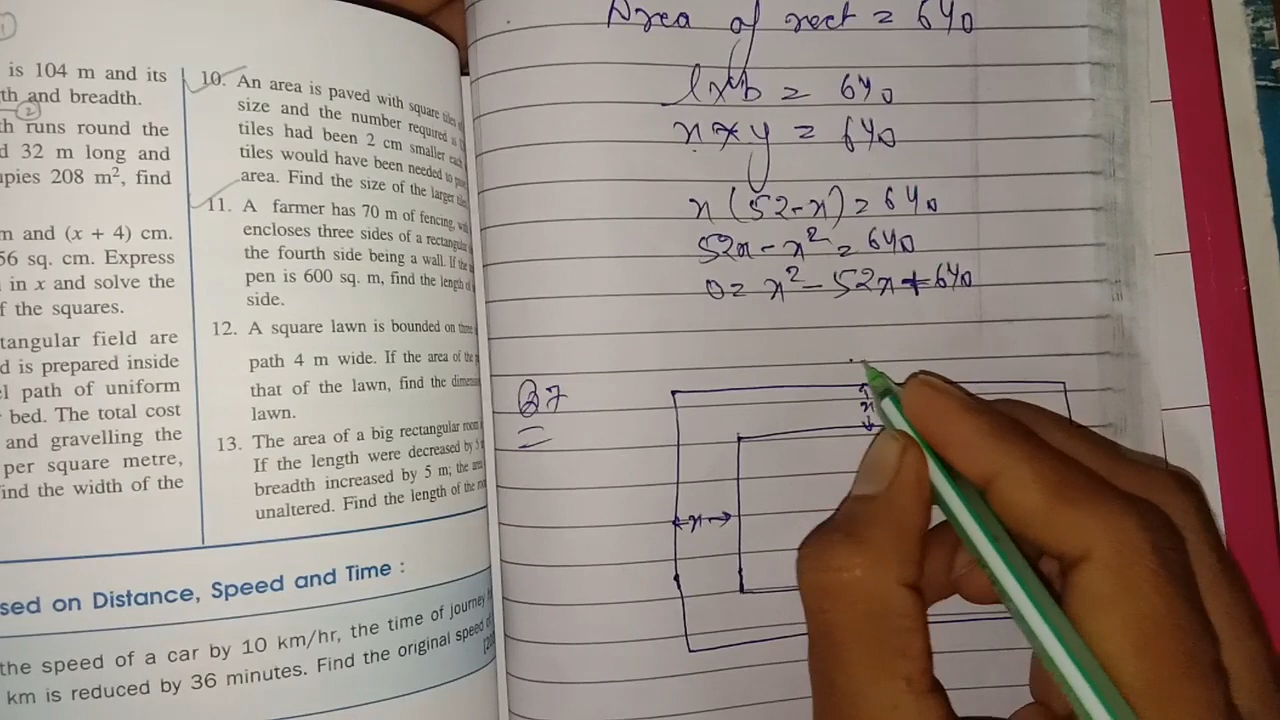 is 104 m and its
th and breadth.
2
th runs round the
d 32 m long and
upies 208 m², find
m and (x + 4) cm.
56 sq. cm. Express
in x and solve the
f the squares.
tangular field are
d is prepared inside
el path of uniform
bed. The total cost
and gravelling the
per square metre,
ind the width of the
10. An area is paved with square tiles
size and the number required is
tiles had been 2 cm smaller each
tiles would have been needed to
area. Find the size of the larger
11. A farmer has 70 m of fencing, with
encloses three sides of a rectangular
the fourth side being a wall. If the
pen is 600 sq. m, find the length of
side.
12. A square lawn is bounded on three
path 4 m wide. If the area of the
that of the lawn, find the dimen
lawn.
13. The area of a big rectangular room
If the length were decreased by 5
breadth increased by 5 m; the area
unaltered. Find the length of the
sed on Distance, Speed and Time :
the speed of a car by 10 km/hr, the time of journey
km is reduced by 36 minutes. Find the original speed of
Area of rect = 640
l×b = 640
x × y = 640
x (52-x) = 640
52x - x² = 640
0 = x² - 52x + 640
Q7
x
x